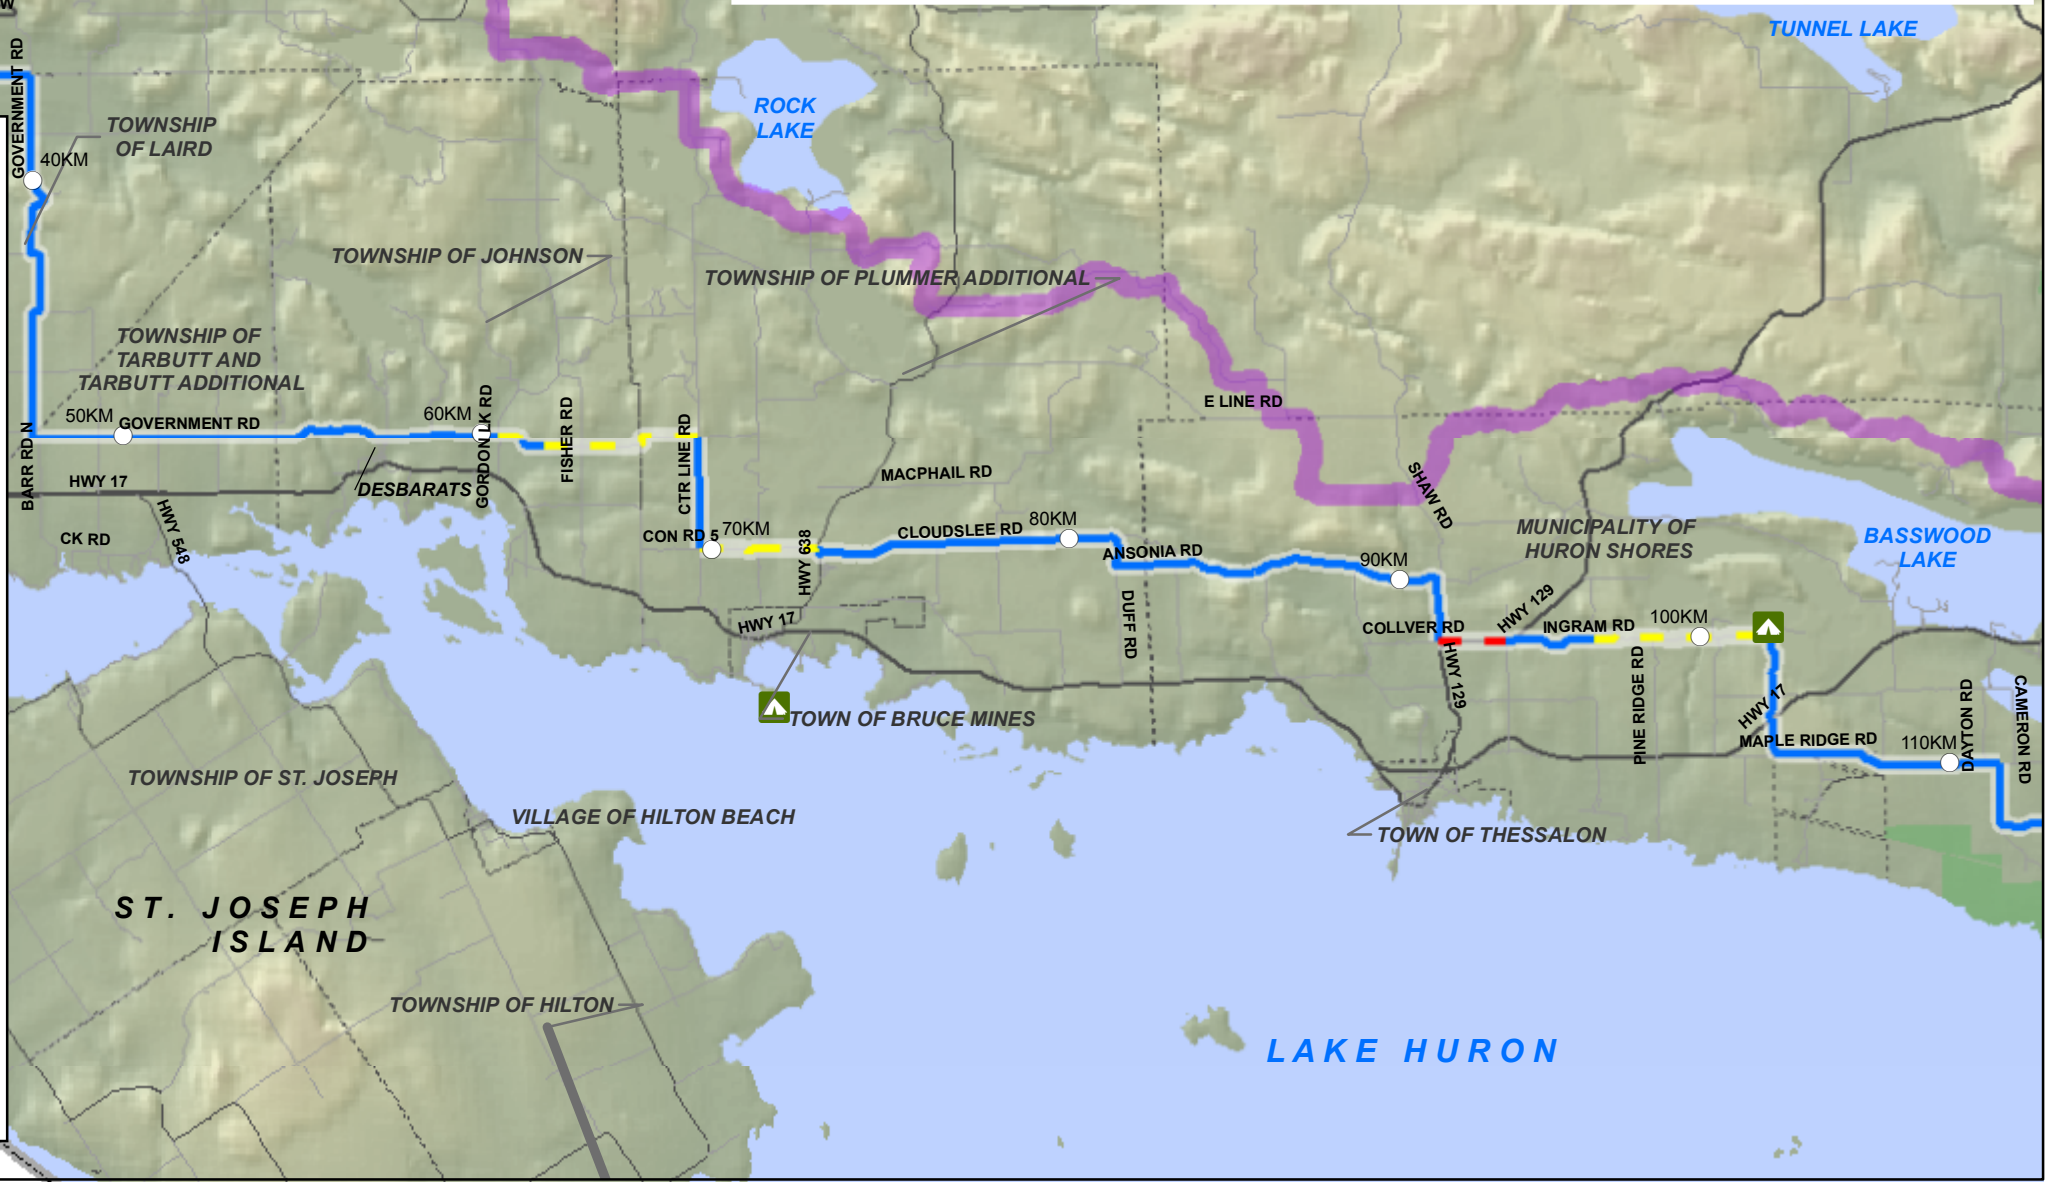 W
TUNNEL LAKE
GOVERNMENT RD
ROCK
LAKE
TOWNSHIP
OF LAIRD
40KM
TOWNSHIP OF JOHNSON
TOWNSHIP OF PLUMMER ADDITIONAL
TOWNSHIP OF
TARBUTT AND
TARBUTT ADDITIONAL
E LINE RD
50KM
GOVERNMENT RD
60KM
GORDON LK RD
FISHER RD
CTR LINE RD
BARR RD N
HWY 17
DESBARATS
MACPHAIL RD
SHAW RD
HWY 548
CK RD
CON RD 5
70KM
HWY 638
CLOUDSLEE RD
80KM
ANSONIA RD
90KM
MUNICIPALITY OF
HURON SHORES
BASSWOOD
LAKE
DUFF RD
HWY 17
COLLVER RD
HWY 129
INGRAM RD
100KM
HWY 129
PINE RIDGE RD
HWY 17
MAPLE RIDGE RD
110KM
DAYTON RD
CAMERON RD
TOWN OF BRUCE MINES
TOWNSHIP OF ST. JOSEPH
VILLAGE OF HILTON BEACH
TOWN OF THESSALON
ST. JOSEPH
ISLAND
TOWNSHIP OF HILTON
LAKE HURON